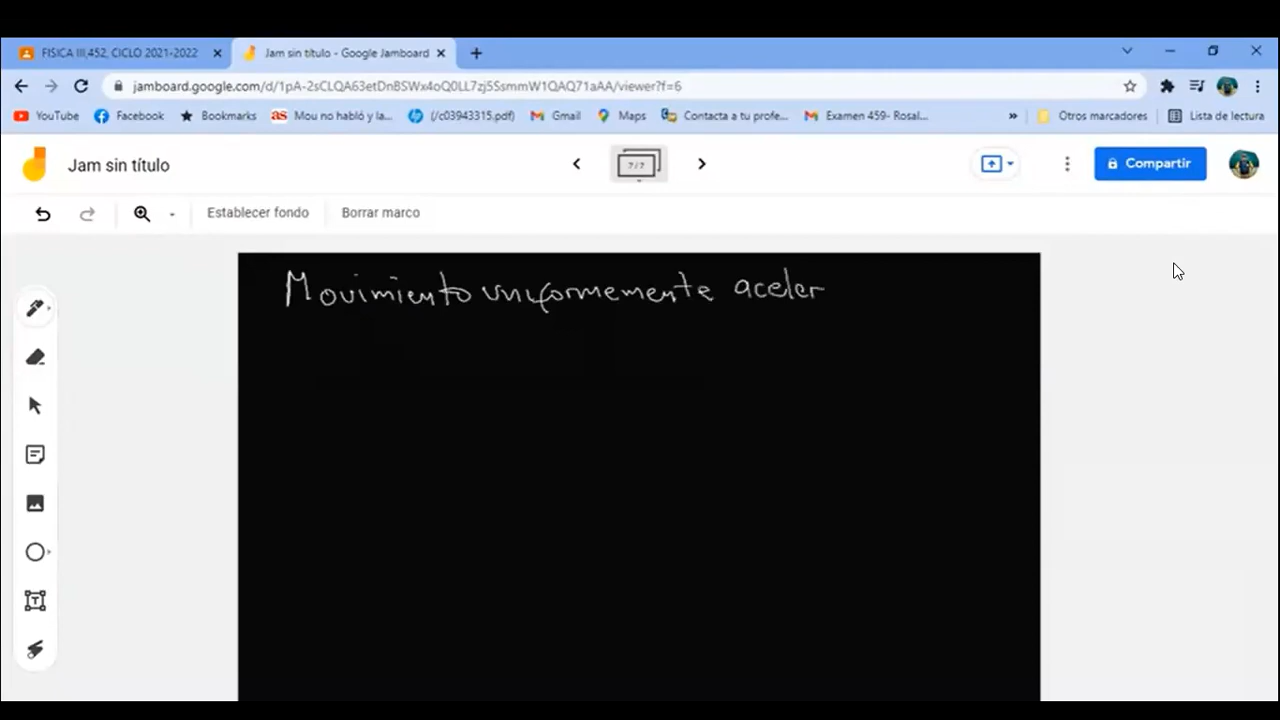 FISICA III,452, CICLO 2021-2022
Jam sin título - Google Jamboard
jamboard.google.com/d/1pA-2sCLQA63etDnBSWx4oQ0LL7zj5SsmmW1QAQ71aAA/viewer?f=6
YouTube Facebook Bookmarks Mou no habló y la... (/c03943315.pdf) Gmail Maps Contacta a tu profe... Examen 459- Rosal... » Otros marcadores Lista de lectura
Jam sin título
7/7
Compartir
Establecer fondo Borrar marco
Movimiento uniformemente aceler